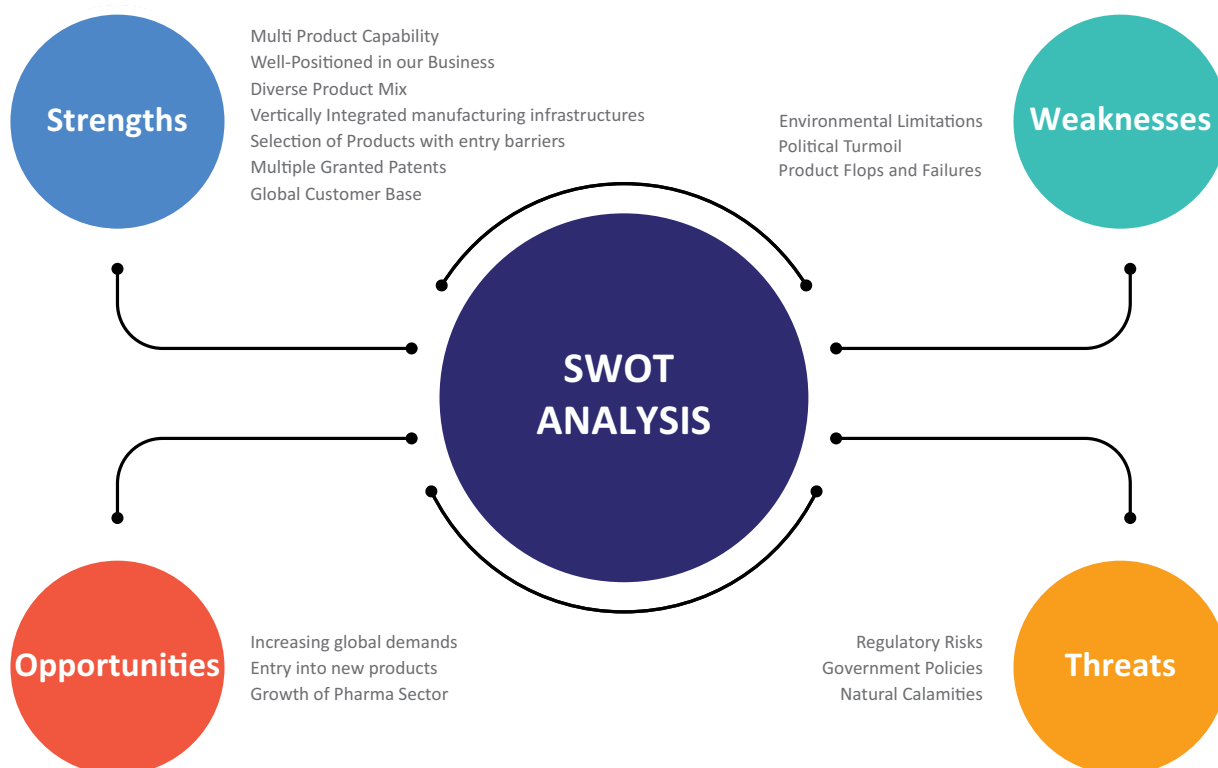 Strengths
Multi Product Capability
Well-Positioned in our Business
Diverse Product Mix
Vertically Integrated manufacturing infrastructures
Selection of Products with entry barriers
Multiple Granted Patents
Global Customer Base
Weaknesses
Environmental Limitations
Political Turmoil
Product Flops and Failures
SWOT
ANALYSIS
Opportunities
Increasing global demands
Entry into new products
Growth of Pharma Sector
Threats
Regulatory Risks
Government Policies
Natural Calamities